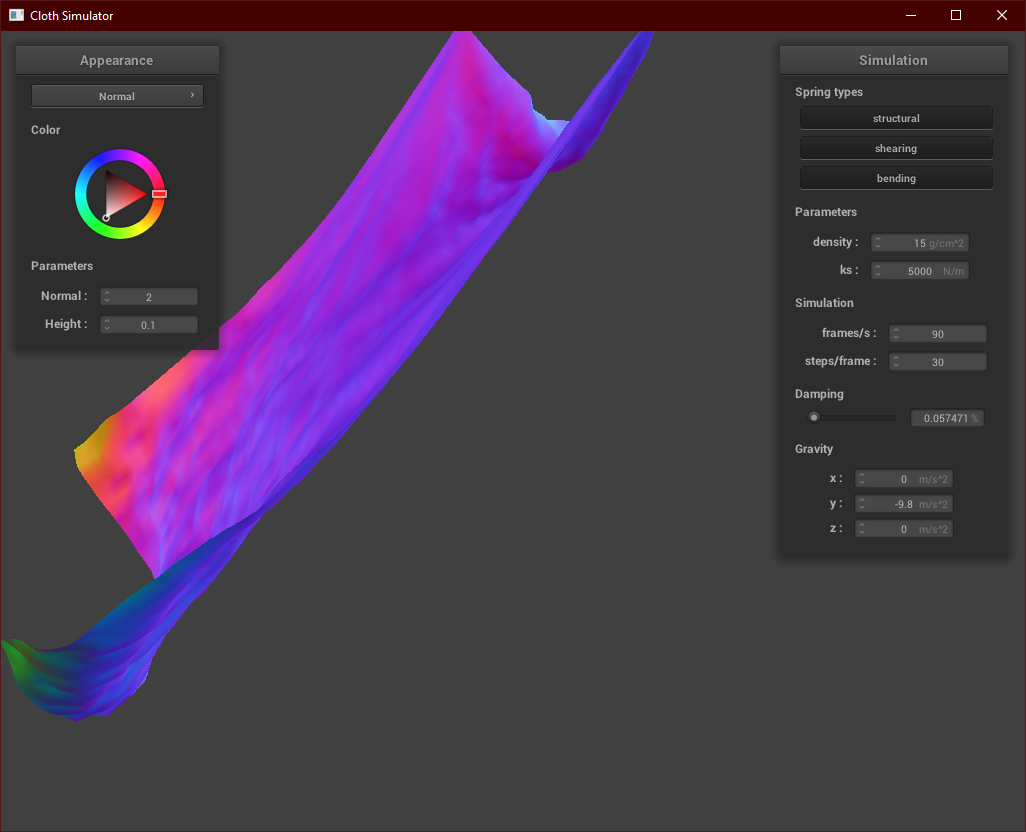 Cloth Simulator
Appearance
Normal
Color
Parameters
Normal : 2
Height : 0.1
Simulation
Spring types
structural
shearing
bending
Parameters
density : 15 g/cm^2
ks : 5000 N/m
Simulation
frames/s : 90
steps/frame : 30
Damping
0.057471 %
Gravity
x : 0 m/s^2
y : -9.8 m/s^2
z : 0 m/s^2